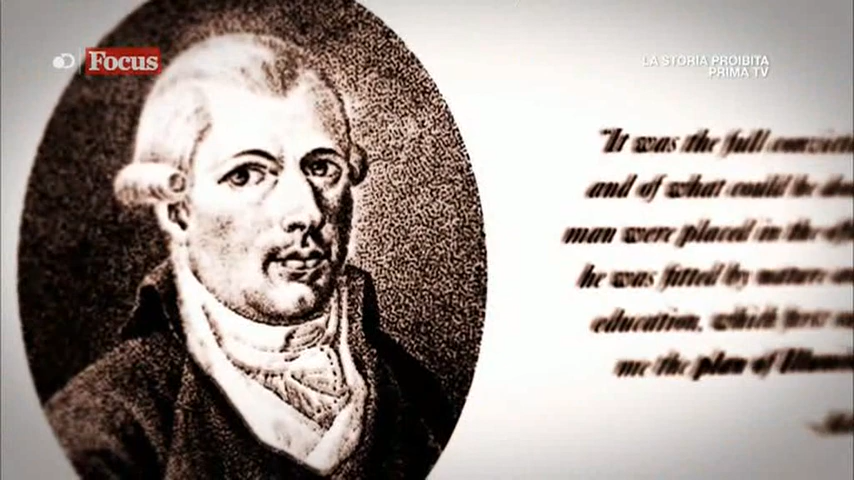 Focus
LA STORIA PROIBITA
PRIMA TV
"It was the full
and of what could be
man were placed in the
he was fitted by nature
education, which first
me the plan of